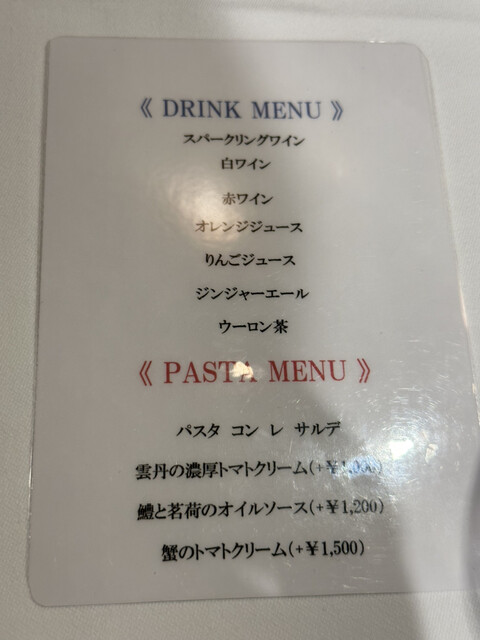 《 DRINK MENU 》
スパークリングワイン
白ワイン
赤ワイン
オレンジジュース
りんごジュース
ジンジャーエール
ウーロン茶
《 PASTA MENU 》
パスタ コン レ サルデ
雲丹の濃厚トマトクリーム
鱧と茗荷のオイルソース(+¥1,200)
蟹のトマトクリーム(+¥1,500)